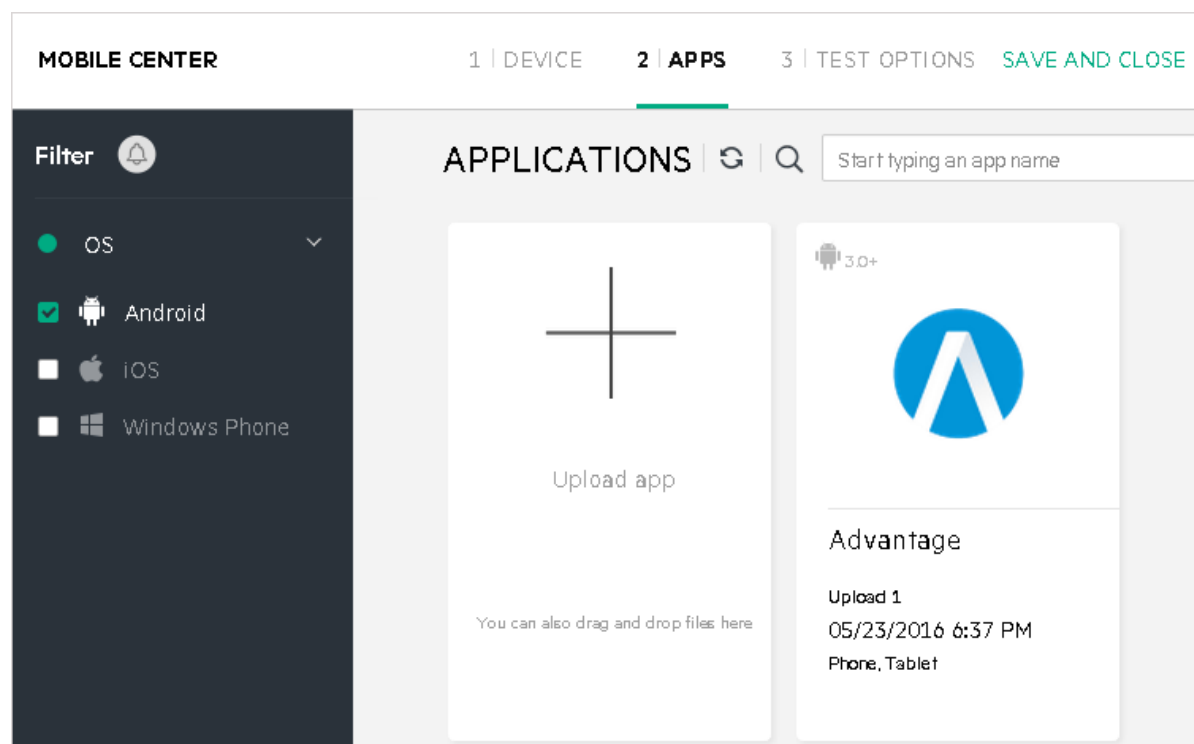 MOBILE CENTER
1 | DEVICE
2 | APPS
3 | TEST OPTIONS
SAVE AND CLOSE
Filter
OS
Android
iOS
Windows Phone
APPLICATIONS
Start typing an app name
Upload app
You can also drag and drop files here
3.0+
Advantage
Upload 1
05/23/2016 6:37 PM
Phone, Tablet